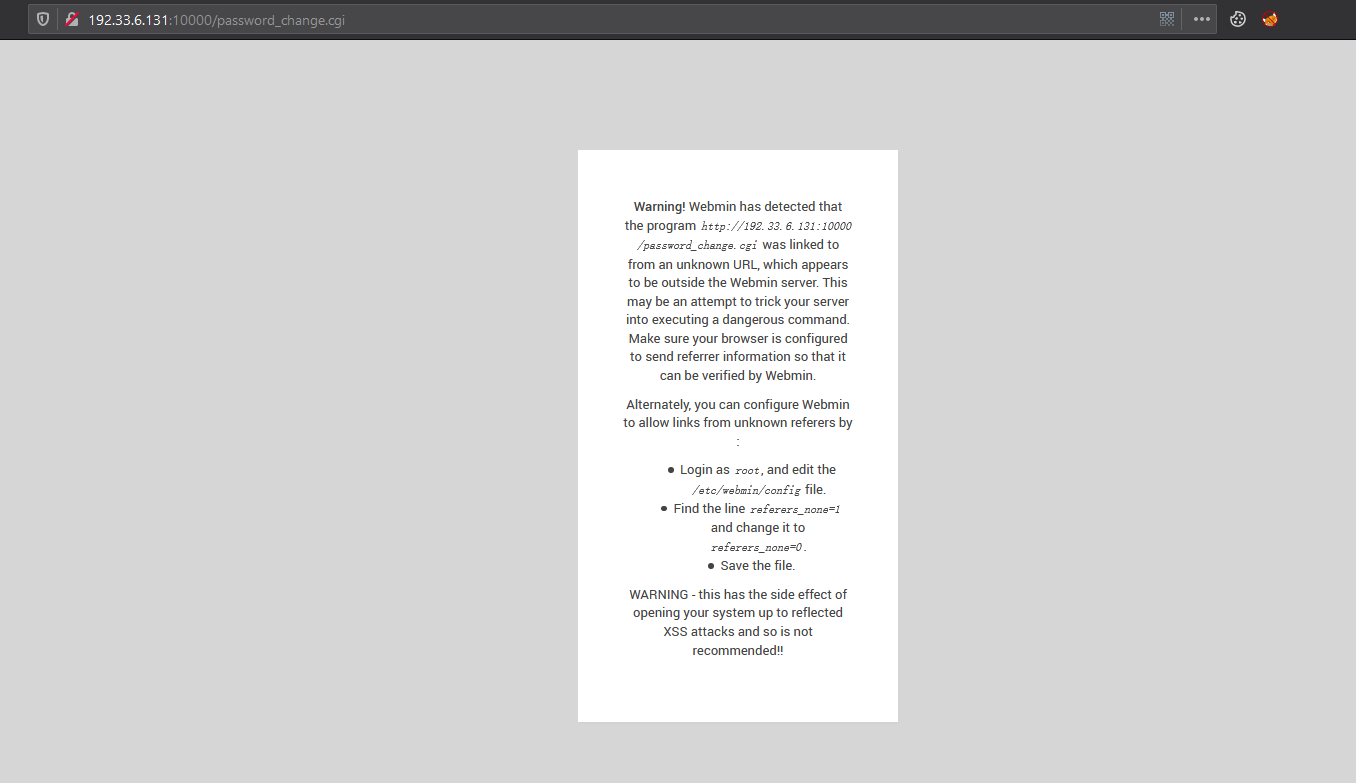 192.33.6.131:10000/password_change.cgi
Warning! Webmin has detected that
the program http://192.33.6.131:10000
/password_change.cgi was linked to
from an unknown URL, which appears
to be outside the Webmin server. This
may be an attempt to trick your server
into executing a dangerous command.
Make sure your browser is configured
to send referrer information so that it
can be verified by Webmin.
Alternately, you can configure Webmin
to allow links from unknown referers by
:
● Login as root, and edit the
/etc/webmin/config file.
● Find the line referers_none=1
and change it to
referers_none=0.
● Save the file.
WARNING - this has the side effect of
opening your system up to reflected
XSS attacks and so is not
recommended!!